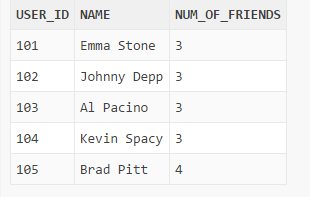 USER_ID NAME NUM_OF_FRIENDS
101 Emma Stone 3
102 Johnny Depp 3
103 Al Pacino 3
104 Kevin Spacy 3
105 Brad Pitt 4